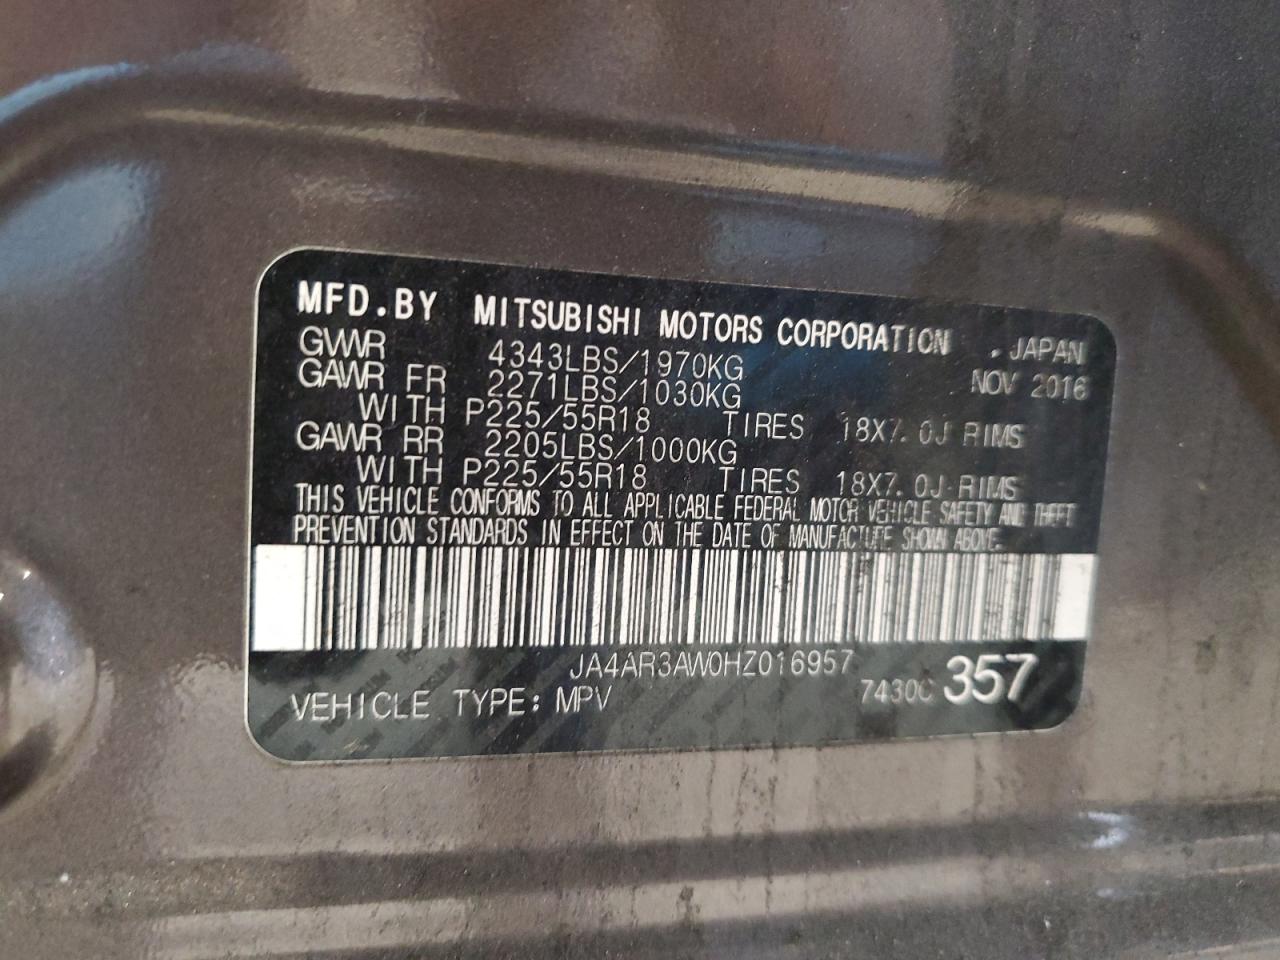 MFD.BY MITSUBISHI MOTORS CORPORATION . JAPAN
GVWR 4343LBS/1970KG NOV 2016
GAWR FR 2271LBS/1030KG
WITH P225/55R18 TIRES 18X7.0J RIMS
GAWR RR 2205LBS/1000KG
WITH P225/55R18 TIRES 18X7.0J RIMS
THIS VEHICLE CONFORMS TO ALL APPLICABLE FEDERAL MOTOR VEHICLE SAFETY AND THEFT
PREVENTION STANDARDS IN EFFECT ON THE DATE OF MANUFACTURE SHOWN ABOVE.
JA4AR3AW0HZ016957
VEHICLE TYPE: MPV 7430C 357